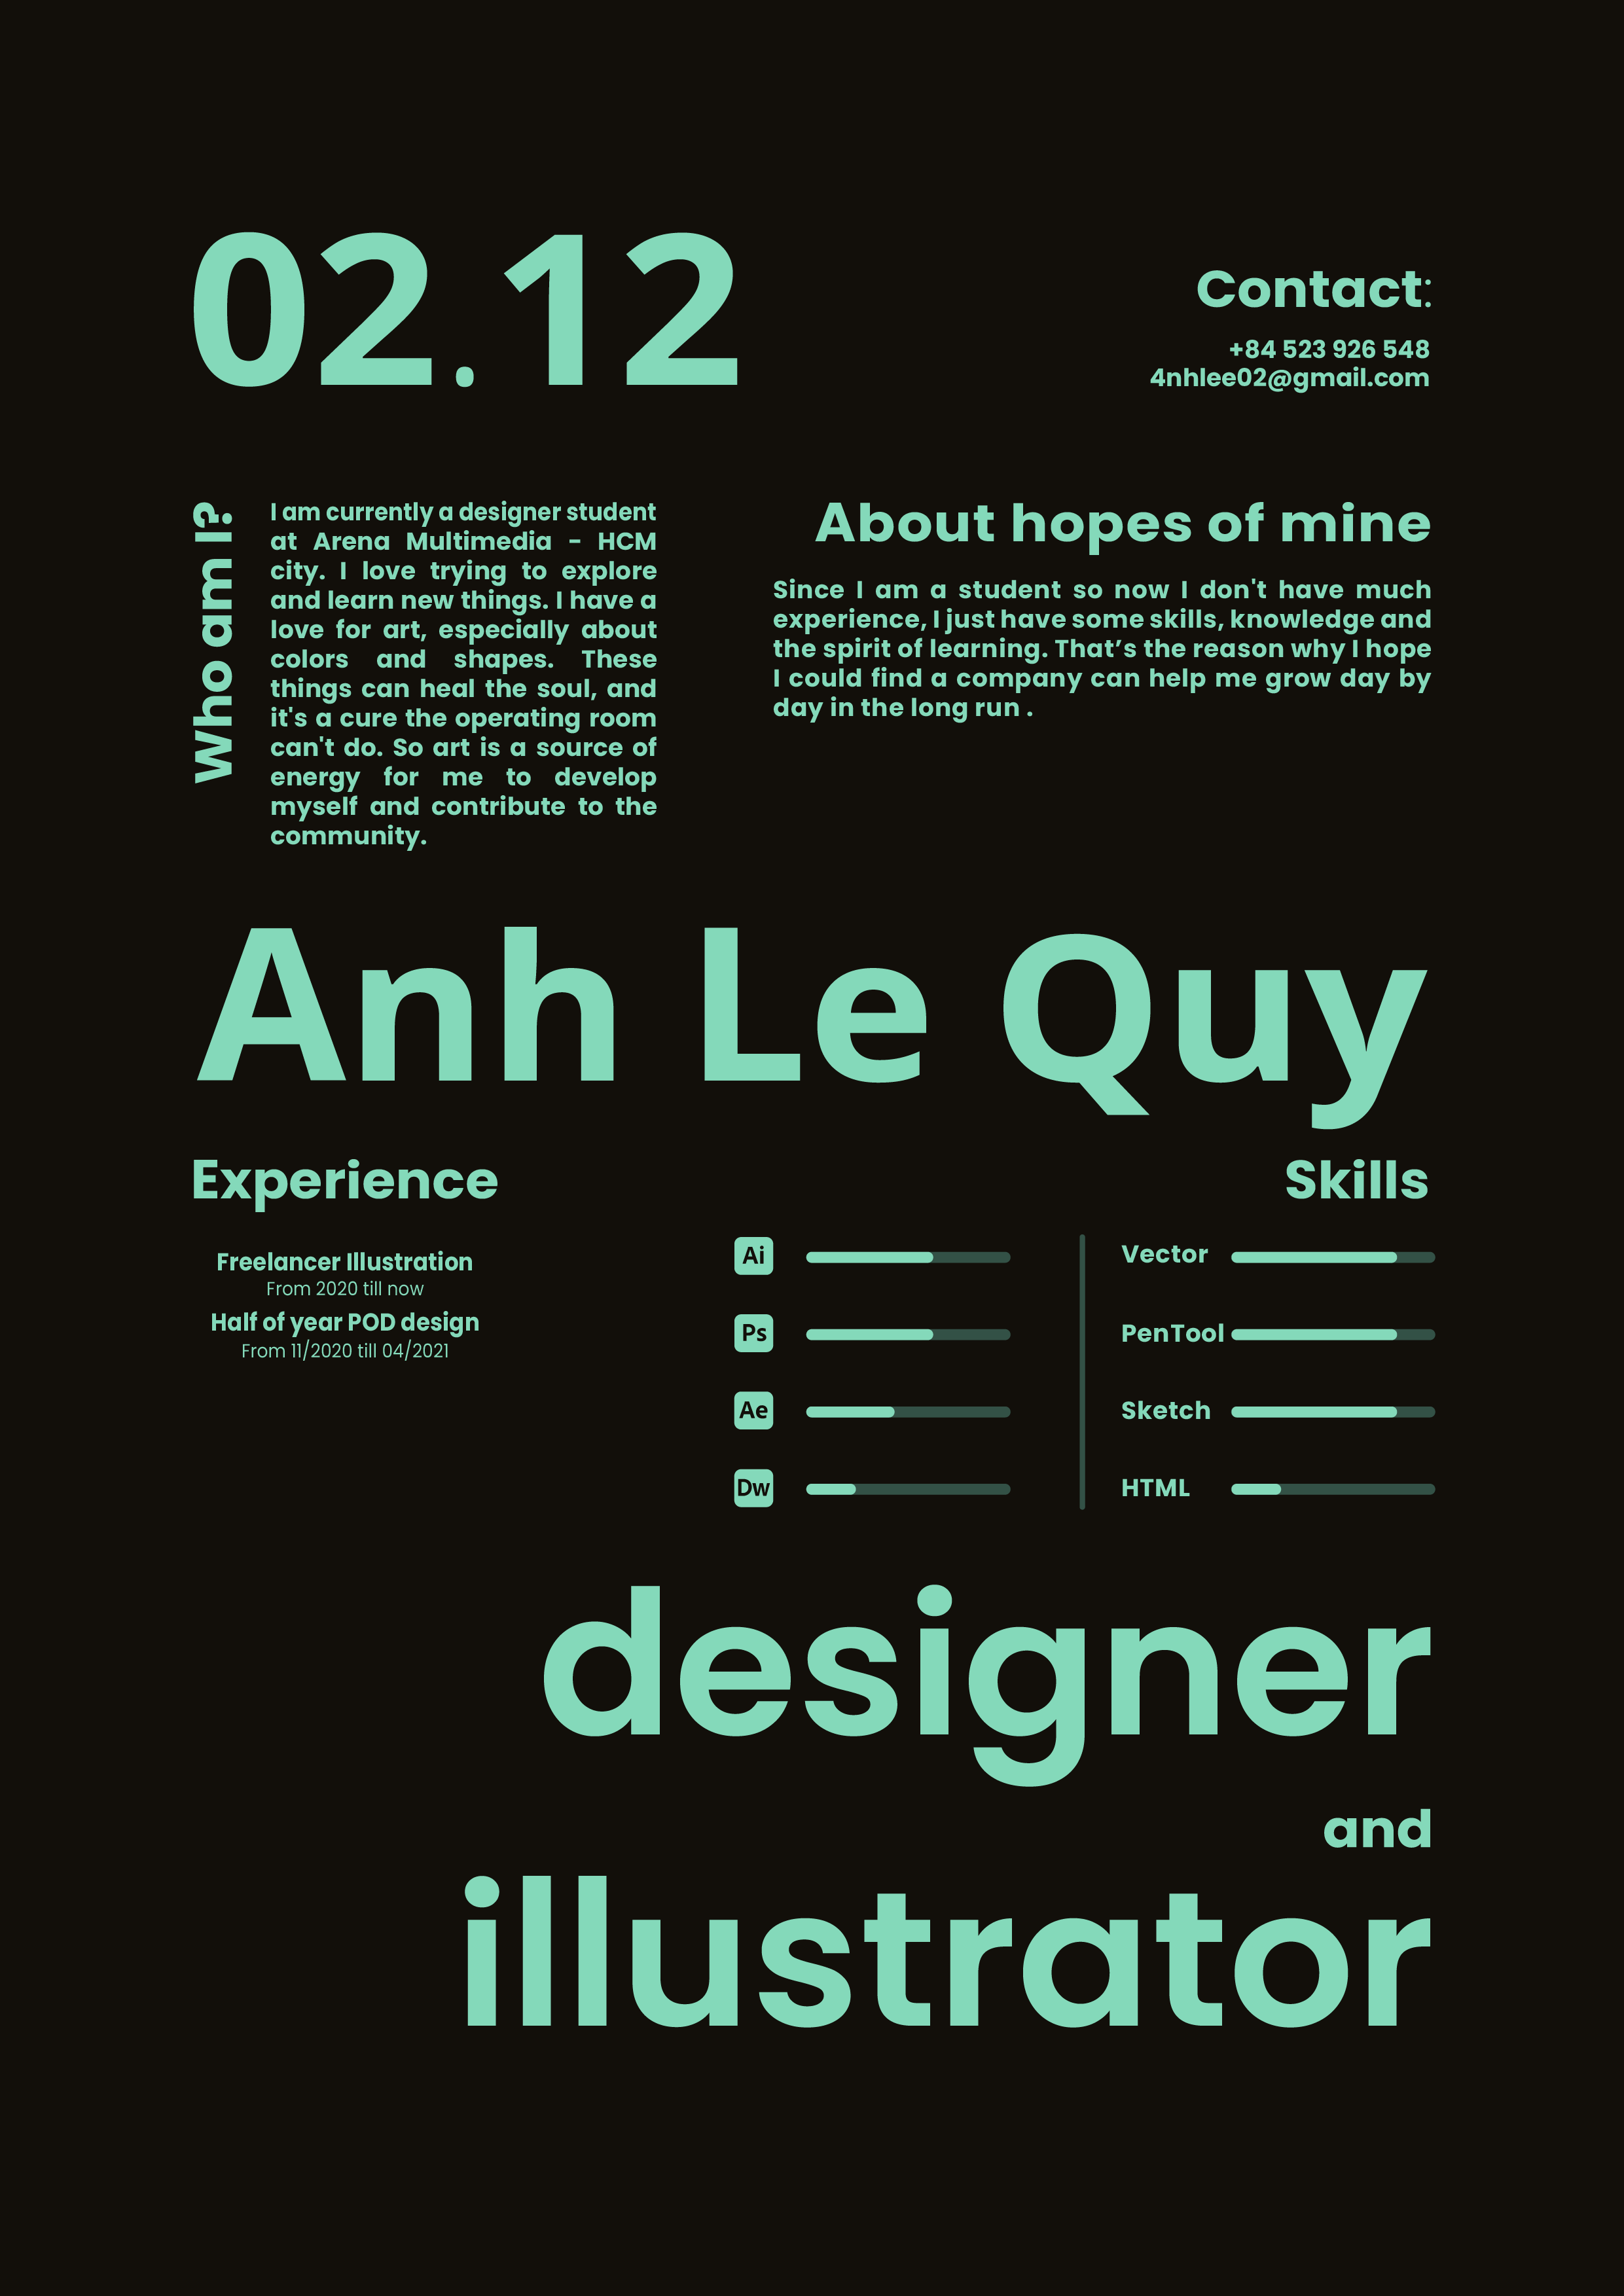 02.12
Contact:
+84 523 926 548
4nhlee02@gmail.com
Who am I?
I am currently a designer student
at Arena Multimedia - HCM
city. I love trying to explore
and learn new things. I have a
love for art, especially about
colors and shapes. These
things can heal the soul, and
it's a cure the operating room
can't do. So art is a source of
energy for me to develop
myself and contribute to the
community.
About hopes of mine
Since I am a student so now I don't have much
experience, I just have some skills, knowledge and
the spirit of learning. That’s the reason why I hope
I could find a company can help me grow day by
day in the long run .
Anh Le Quy
Experience
Freelancer Illustration
From 2020 till now
Half of year POD design
From 11/2020 till 04/2021
Skills
Ai
Ps
Ae
Dw
Vector
PenTool
Sketch
HTML
designer
and
illustrator